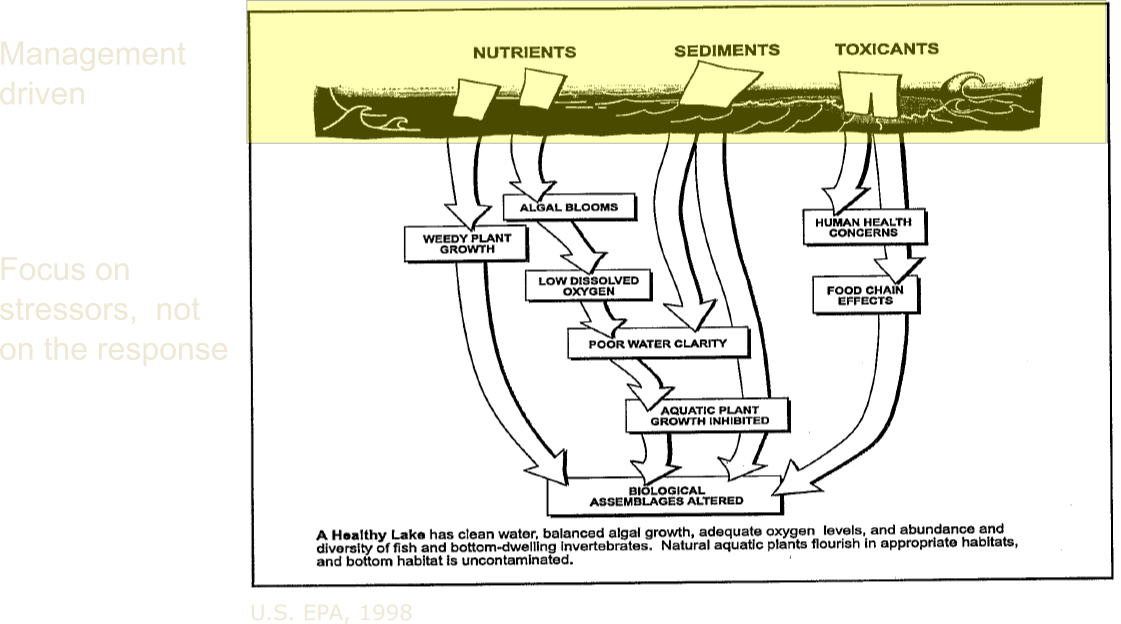 Management
driven
Focus on
stressors, not
on the response
NUTRIENTS
SEDIMENTS
TOXICANTS
ALGAL BLOOMS
WEEDY PLANT
GROWTH
HUMAN HEALTH
CONCERNS
LOW DISSOLVED
OXYGEN
FOOD CHAIN
EFFECTS
POOR WATER CLARITY
AQUATIC PLANT
GROWTH INHIBITED
BIOLOGICAL
ASSEMBLAGES ALTERED
A Healthy Lake has clean water, balanced algal growth, adequate oxygen levels, and abundance and
diversity of fish and bottom-dwelling invertebrates. Natural aquatic plants flourish in appropriate habitats,
and bottom habitat is uncontaminated.
U.S. EPA, 1998